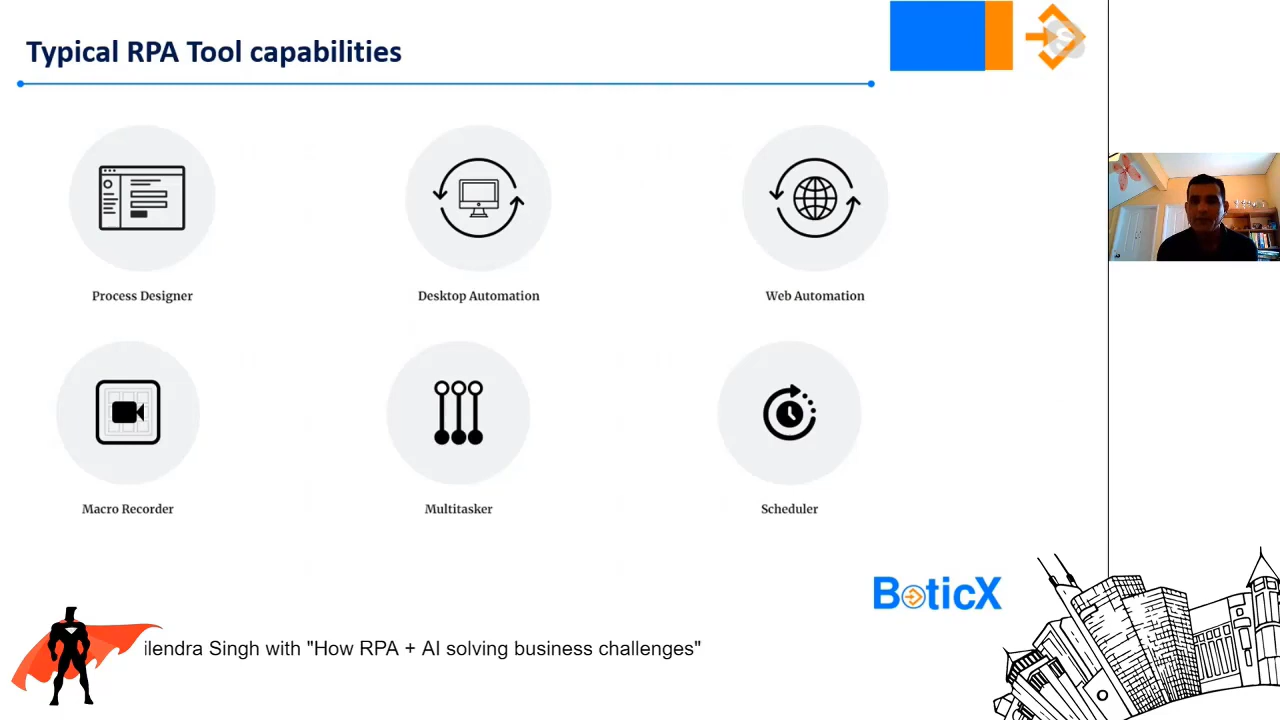 Typical RPA Tool capabilities
Process Designer
Desktop Automation
Web Automation
Macro Recorder
Multitasker
Scheduler
BoticX
ilendra Singh with "How RPA + AI solving business challenges"